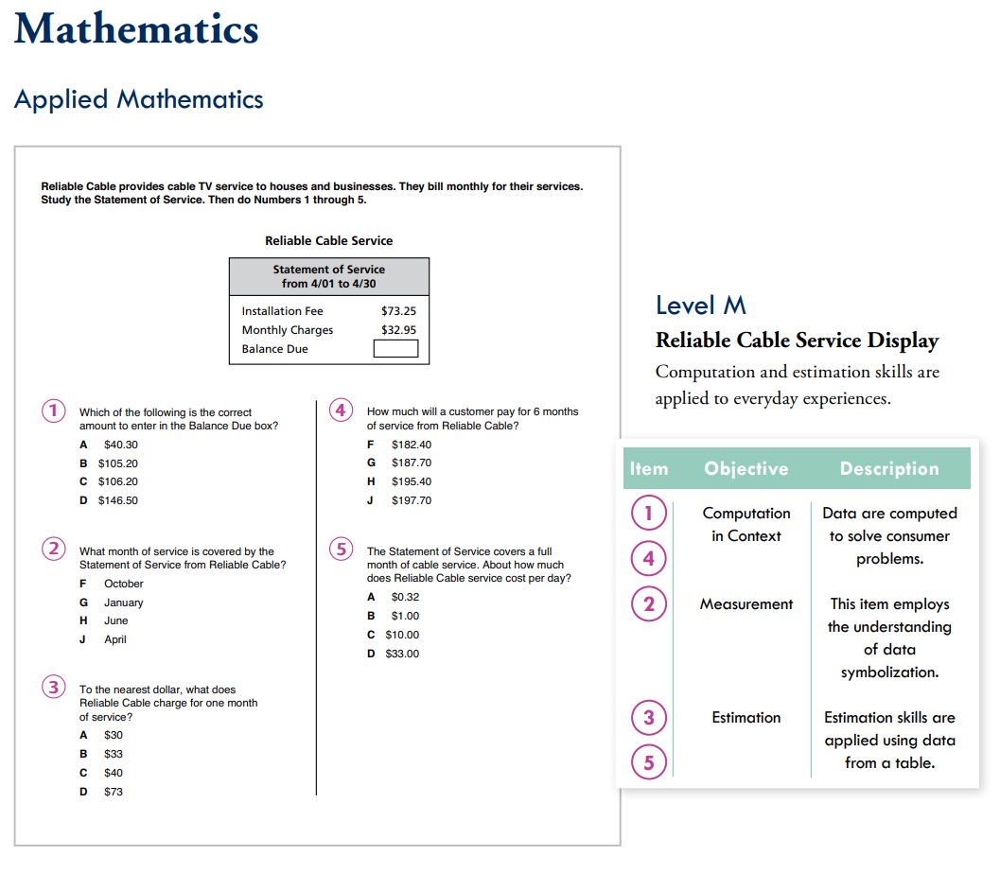 Mathematics
Applied Mathematics
Reliable Cable provides cable TV service to houses and businesses. They bill monthly for their services.
Study the Statement of Service. Then do Numbers 1 through 5.
Reliable Cable Service
Statement of Service
from 4/01 to 4/30
Installation Fee $73.25
Monthly Charges $32.95
Balance Due
1 Which of the following is the correct
amount to enter in the Balance Due box?
A $40.30
B $105.20
C $106.20
D $146.50
2 What month of service is covered by the
Statement of Service from Reliable Cable?
F October
G January
H June
J April
3 To the nearest dollar, what does
Reliable Cable charge for one month
of service?
A $30
B $33
C $40
D $73
4 How much will a customer pay for 6 months
of service from Reliable Cable?
F $182.40
G $187.70
H $195.40
J $197.70
5 The Statement of Service covers a full
month of cable service. About how much
does Reliable Cable service cost per day?
A $0.32
B $1.00
C $10.00
D $33.00
Level M
Reliable Cable Service Display
Computation and estimation skills are
applied to everyday experiences.
Item Objective Description
1 Computation Data are computed
in Context to solve consumer
4 problems.
2 Measurement This item employs
the understanding
of data
symbolization.
3 Estimation Estimation skills are
applied using data
5 from a table.